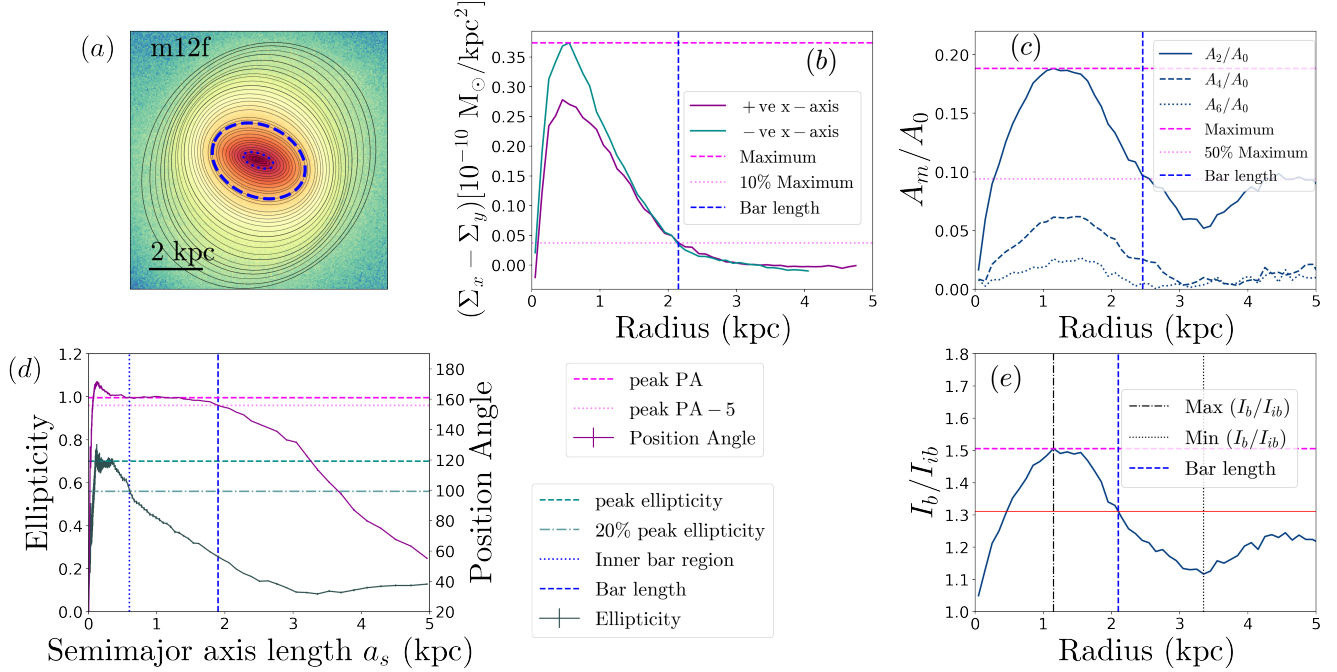 (a)
m12f
2 kpc
(Σx − Σy)[10⁻¹⁰ M⊙/kpc²]
0.35
0.30
0.25
0.20
0.15
0.10
0.05
0.00
(b)
+ve x−axis
−ve x−axis
Maximum
10% Maximum
Bar length
0 1 2 3 4 5
Radius (kpc)
Am/A0
0.20
0.15
0.10
0.05
0.00
(c)
A2/A0
A4/A0
A6/A0
Maximum
50% Maximum
Bar length
0 1 2 3 4 5
Radius (kpc)
(d)
Ellipticity
1.2
1.0
0.8
0.6
0.4
0.2
0.0
180
160
140
120
100
80
60
40
20
Position Angle
0 1 2 3 4 5
Semimajor axis length as (kpc)
peak PA
peak PA − 5
Position Angle
peak ellipticity
20% peak ellipticity
Inner bar region
Bar length
Ellipticity
Ib/Iib
1.8
1.7
1.6
1.5
1.4
1.3
1.2
1.1
1.0
(e)
Max (Ib/Iib)
Min (Ib/Iib)
Bar length
0 1 2 3 4 5
Radius (kpc)